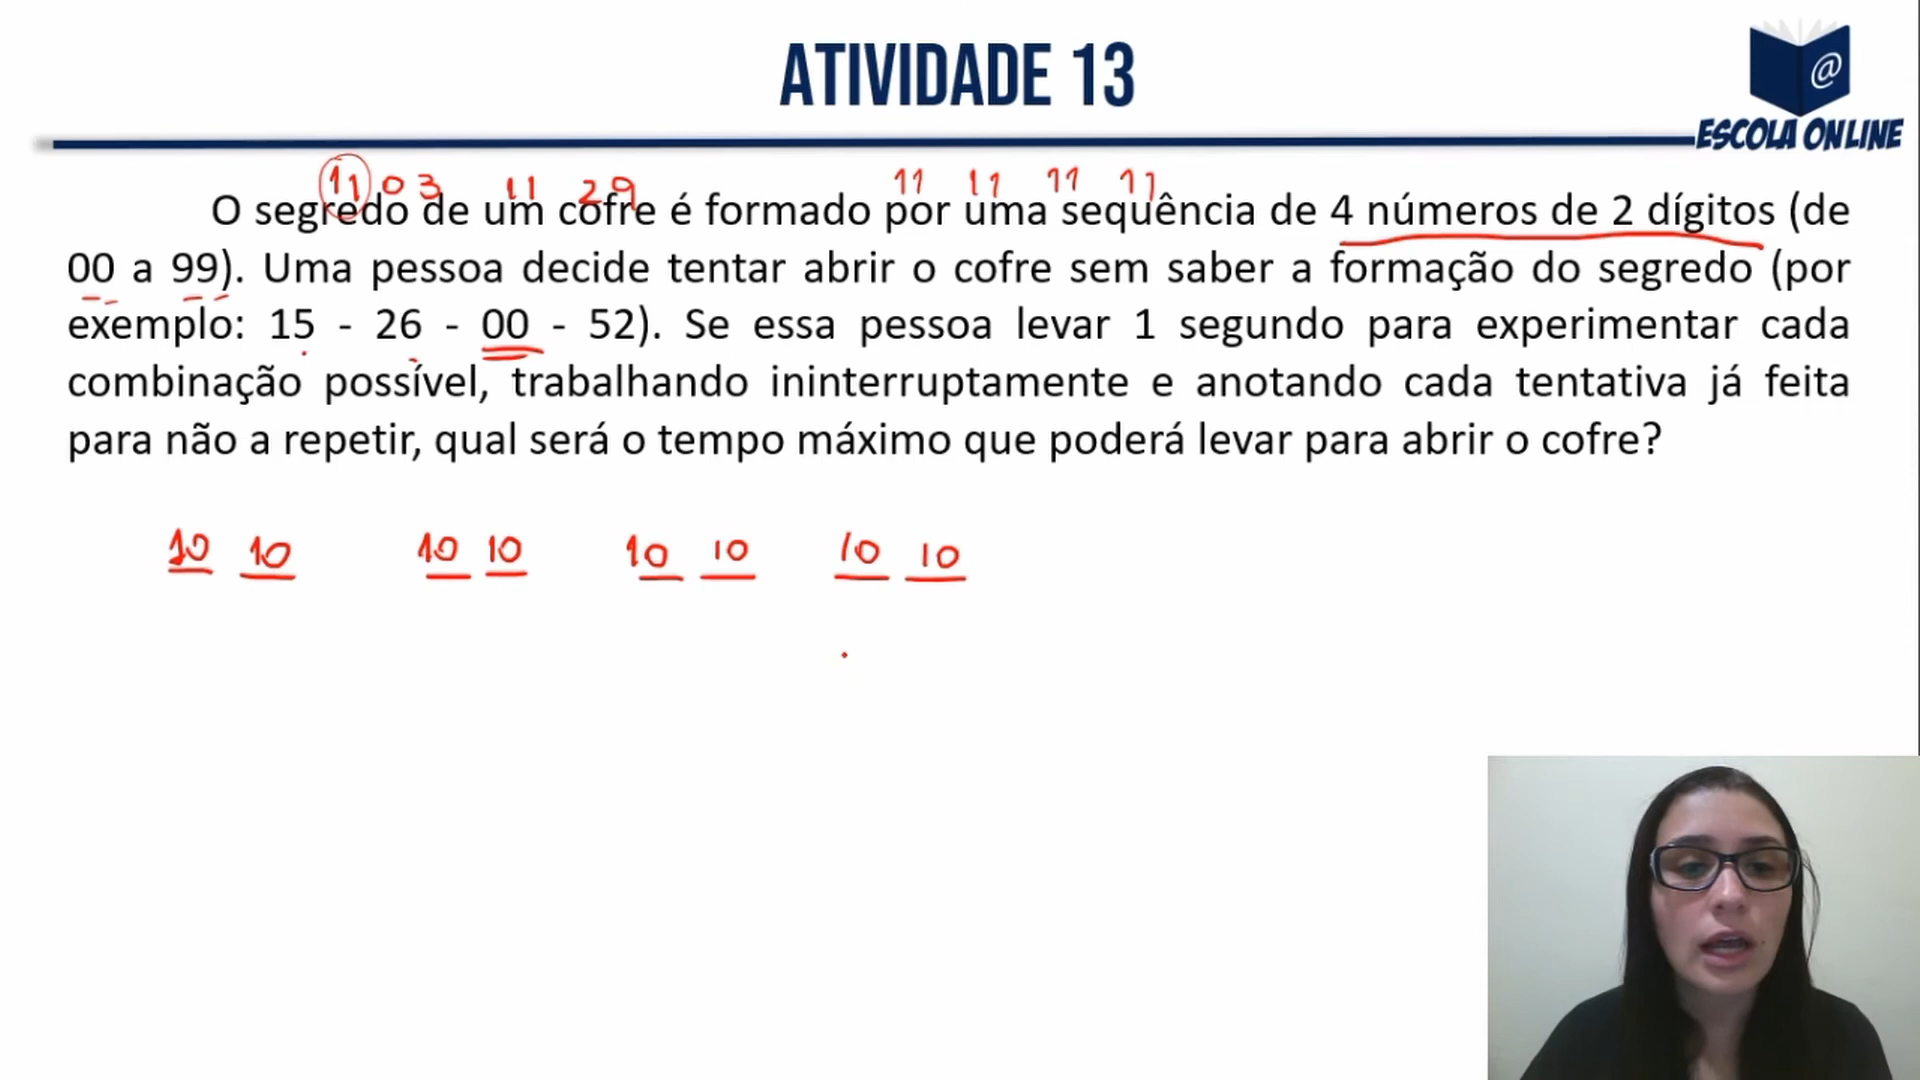 ATIVIDADE 13
@
ESCOLA ONLINE
11 03 11 29 11 11 11 11
O segredo de um cofre é formado por uma sequência de 4 números de 2 dígitos (de
00 a 99). Uma pessoa decide tentar abrir o cofre sem saber a formação do segredo (por
exemplo: 15 - 26 - 00 - 52). Se essa pessoa levar 1 segundo para experimentar cada
combinação possível, trabalhando ininterruptamente e anotando cada tentativa já feita
para não a repetir, qual será o tempo máximo que poderá levar para abrir o cofre?
10 10 10 10 10 10 10 10